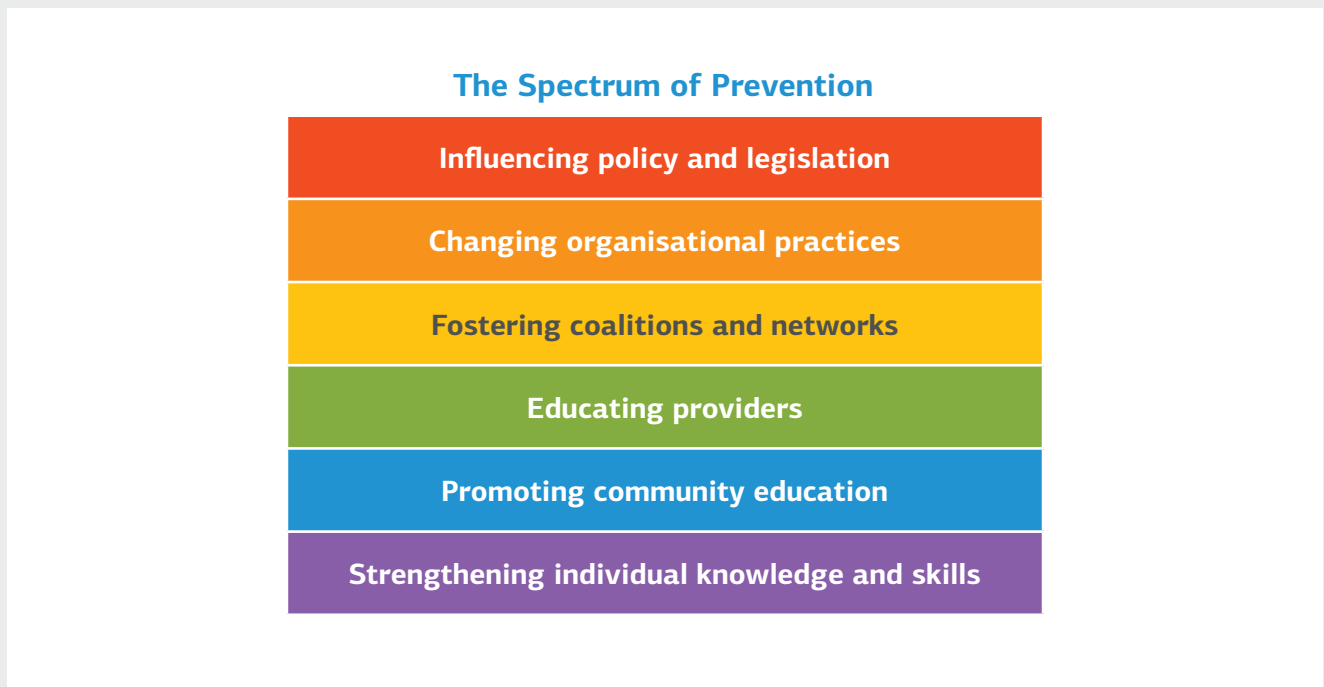 The Spectrum of Prevention
Influencing policy and legislation
Changing organisational practices
Fostering coalitions and networks
Educating providers
Promoting community education
Strengthening individual knowledge and skills